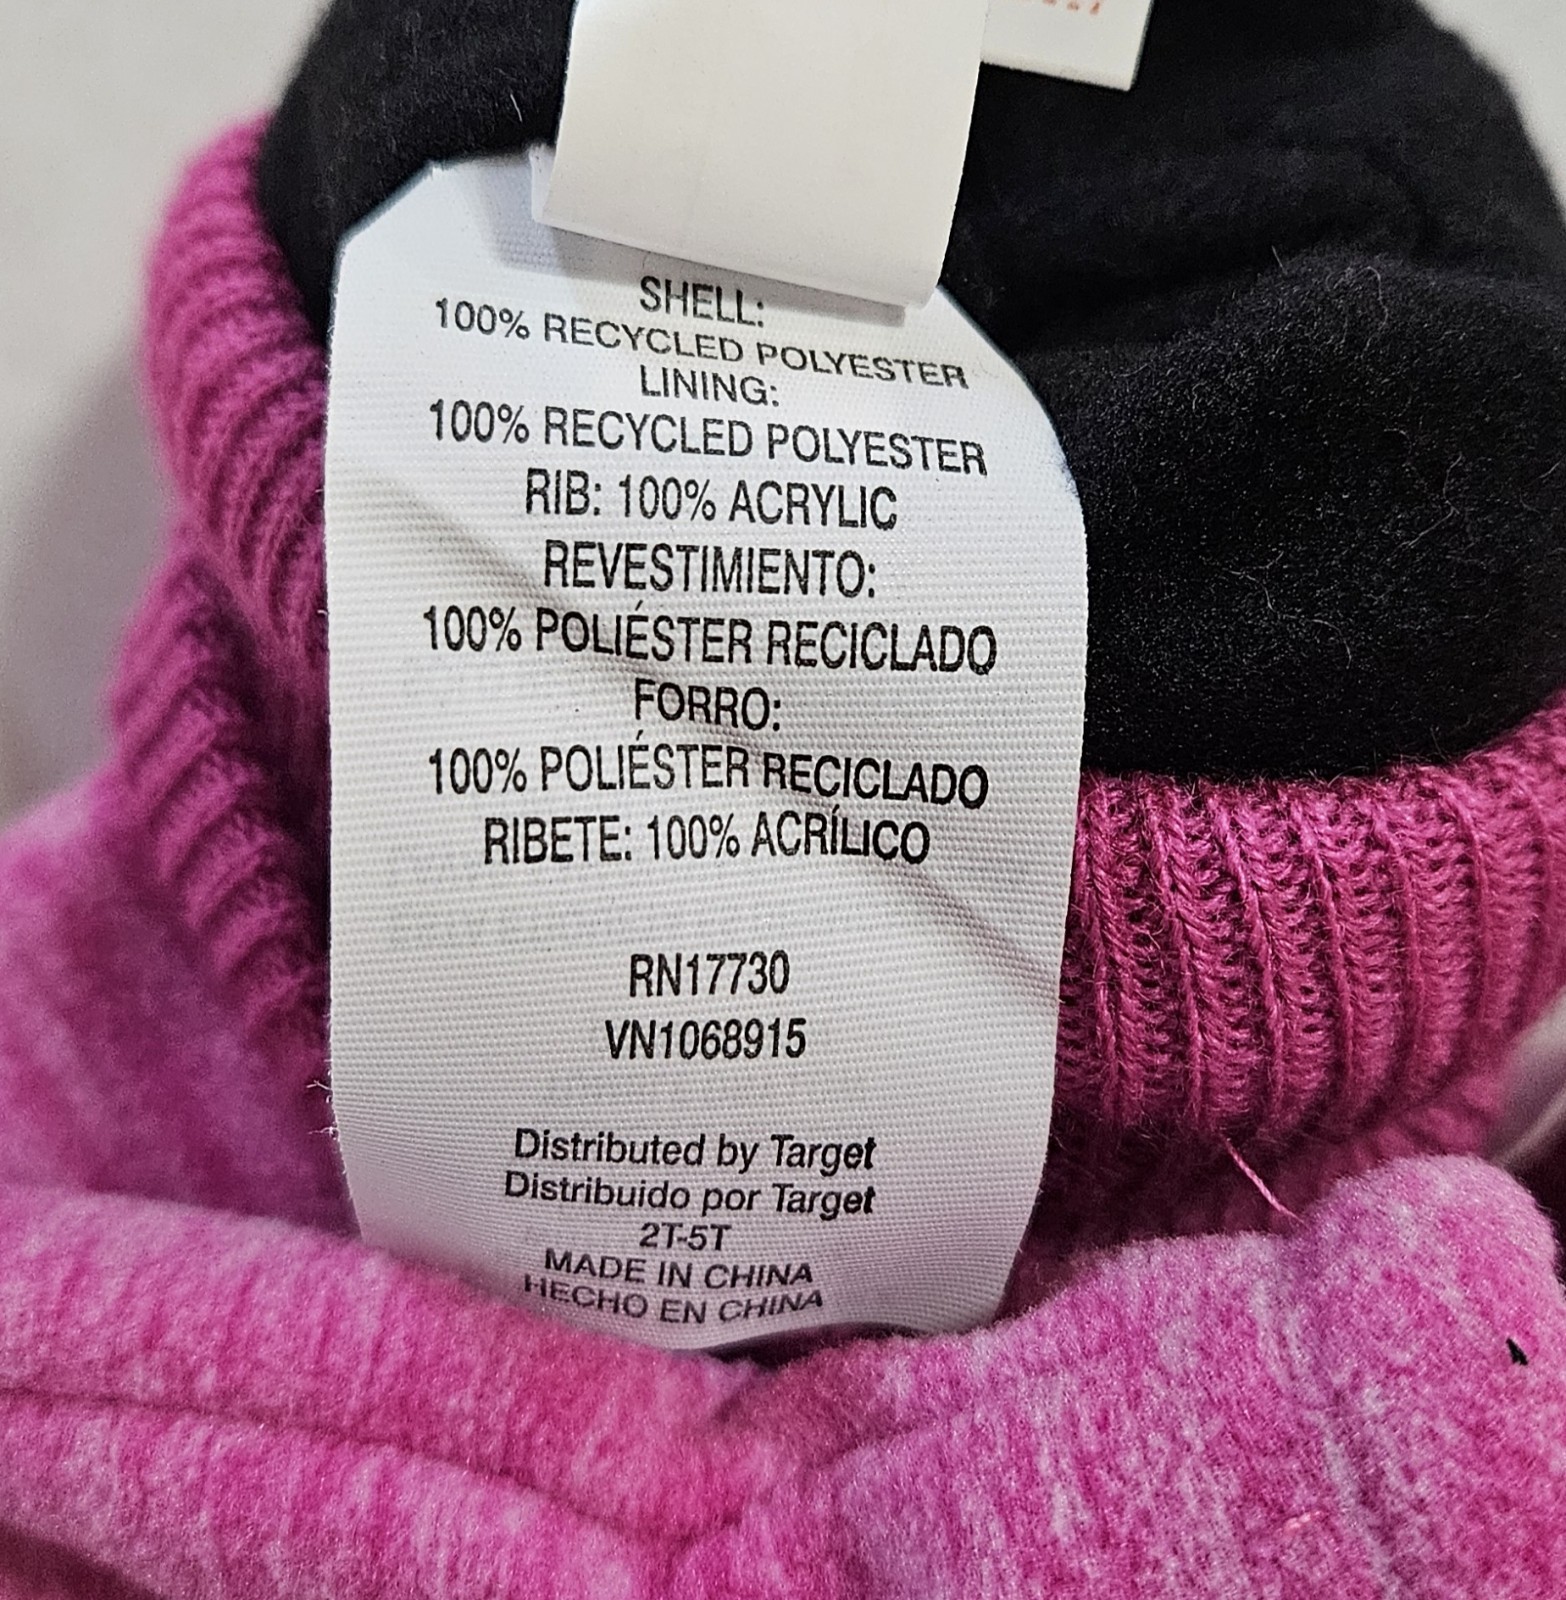 SHELL:
100% RECYCLED POLYESTER
LINING:
100% RECYCLED POLYESTER
RIB: 100% ACRYLIC
REVESTIMIENTO:
100% POLIÉSTER RECICLADO
FORRO:
100% POLIÉSTER RECICLADO
RIBETE: 100% ACRÍLICO
RN17730
VN1068915
Distributed by Target
Distribuido por Target
2T-5T
MADE IN CHINA
HECHO EN CHINA